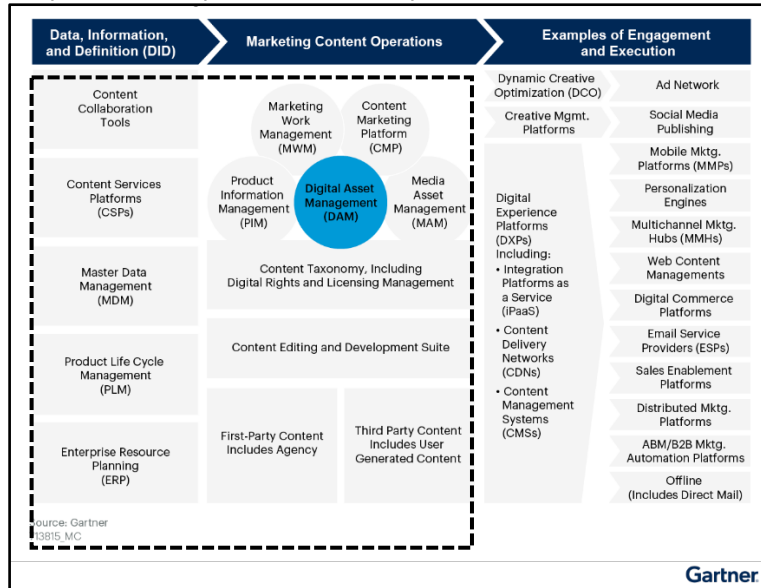 Data, Information,
and Definition (DID)
Marketing Content Operations
Examples of Engagement
and Execution
Content
Collaboration
Tools
Content Services
Platforms
(CSPs)
Master Data
Management
(MDM)
Product Life Cycle
Management
(PLM)
Enterprise Resource
Planning
(ERP)
Marketing
Work
Management
(MWM)
Content
Marketing
Platform
(CMP)
Product
Information
Management
(PIM)
Digital Asset
Management
(DAM)
Media
Asset
Management
(MAM)
Content Taxonomy, Including
Digital Rights and Licensing Management
Content Editing and Development Suite
First-Party Content
Includes Agency
Third Party Content
Includes User
Generated Content
Dynamic Creative
Optimization (DCO)
Creative Mgmt.
Platforms
Digital
Experience
Platforms
(DXPs)
Including:
• Integration
Platforms as
a Service
(iPaaS)
• Content
Delivery
Networks
(CDNs)
• Content
Management
Systems
(CMSs)
Ad Network
Social Media
Publishing
Mobile Mktg.
Platforms (MMPs)
Personalization
Engines
Multichannel Mktg.
Hubs (MMHs)
Web Content
Managements
Digital Commerce
Platforms
Email Service
Providers (ESPs)
Sales Enablement
Platforms
Distributed Mktg.
Platforms
ABM/B2B Mktg.
Automation Platforms
Offline
(Includes Direct Mail)
Source: Gartner
13815_MC
Gartner